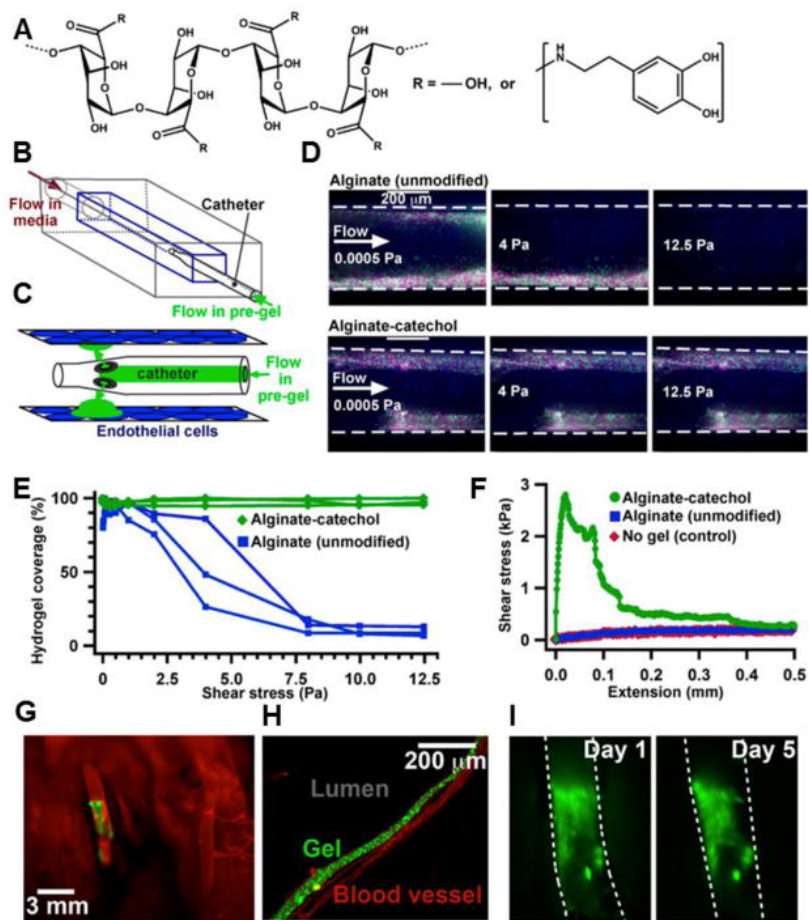 A
O
R
O
R
O
OH
O
OH
OH
OH
R = —OH, or
H
N
OH
OH
O
R
O
R
B
Flow in
media
Catheter
Flow in pre-gel
C
catheter
Flow
in
pre-gel
Endothelial cells
D
Alginate (unmodified)
200 µm
Flow
0.0005 Pa
4 Pa
12.5 Pa
Alginate-catechol
Flow
0.0005 Pa
4 Pa
12.5 Pa
E
Hydrogel coverage (%)
100
50
0
Alginate-catechol
Alginate (unmodified)
0.0 2.5 5.0 7.5 10.0 12.5
Shear stress (Pa)
F
Shear stress (kPa)
3
2
1
0
Alginate-catechol
Alginate (unmodified)
No gel (control)
0.0 0.1 0.2 0.3 0.4 0.5
Extension (mm)
G
3 mm
H
200 µm
Lumen
Gel
Blood vessel
I
Day 1
Day 5